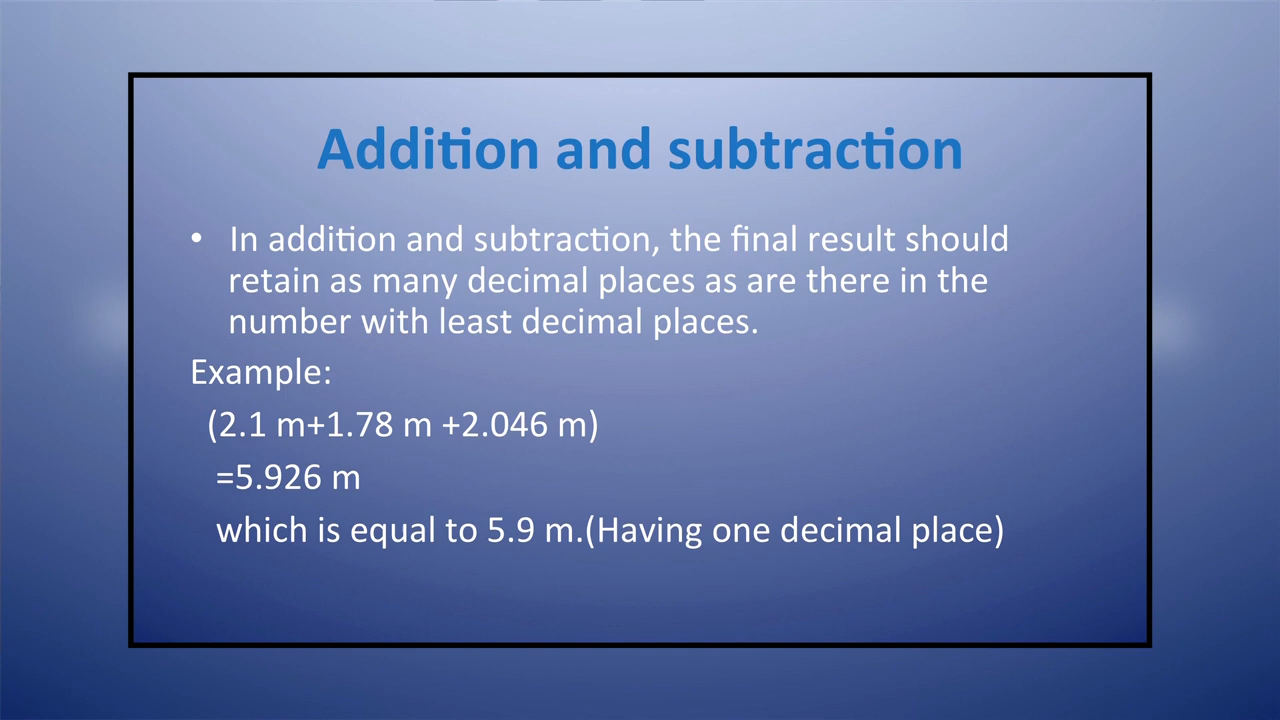 Addition and subtraction
• In addition and subtraction, the final result should
retain as many decimal places as are there in the
number with least decimal places.
Example:
(2.1 m+1.78 m +2.046 m)
=5.926 m
which is equal to 5.9 m.(Having one decimal place)